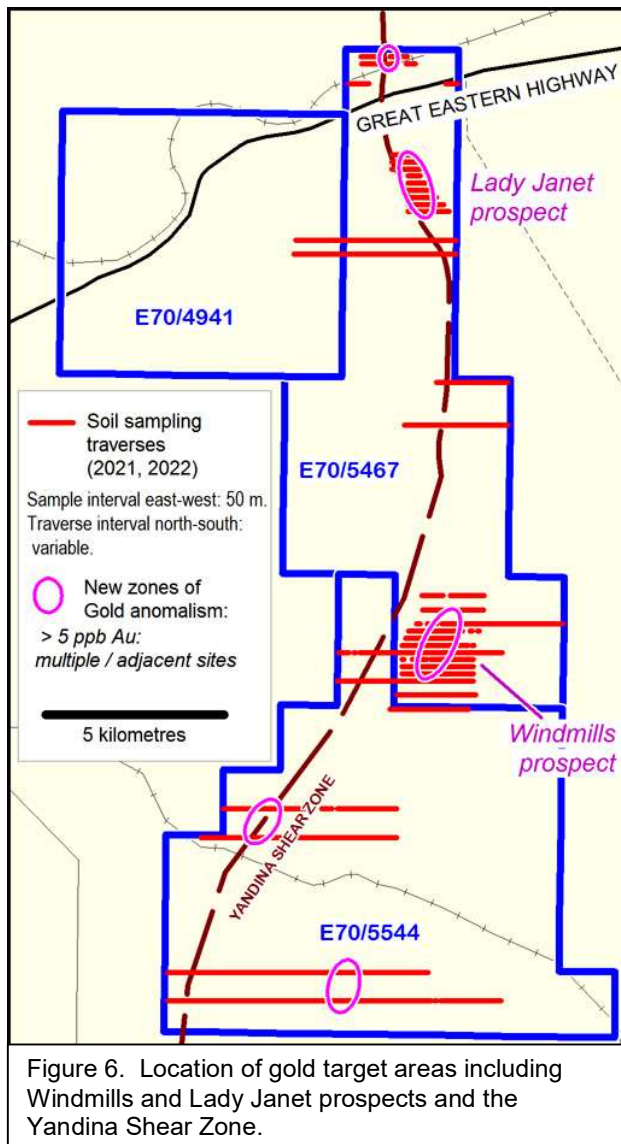 GREAT EASTERN HIGHWAY
Lady Janet
prospect
E70/4941
Soil sampling
traverses
(2021, 2022)
Sample interval east-west: 50 m.
Traverse interval north-south:
variable.
New zones of
Gold anomalism:
> 5 ppb Au:
multiple / adjacent sites
5 kilometres
E70/5467
Windmills
prospect
YANDINA SHEAR ZONE
E70/5544
Figure 6. Location of gold target areas including
Windmills and Lady Janet prospects and the
Yandina Shear Zone.